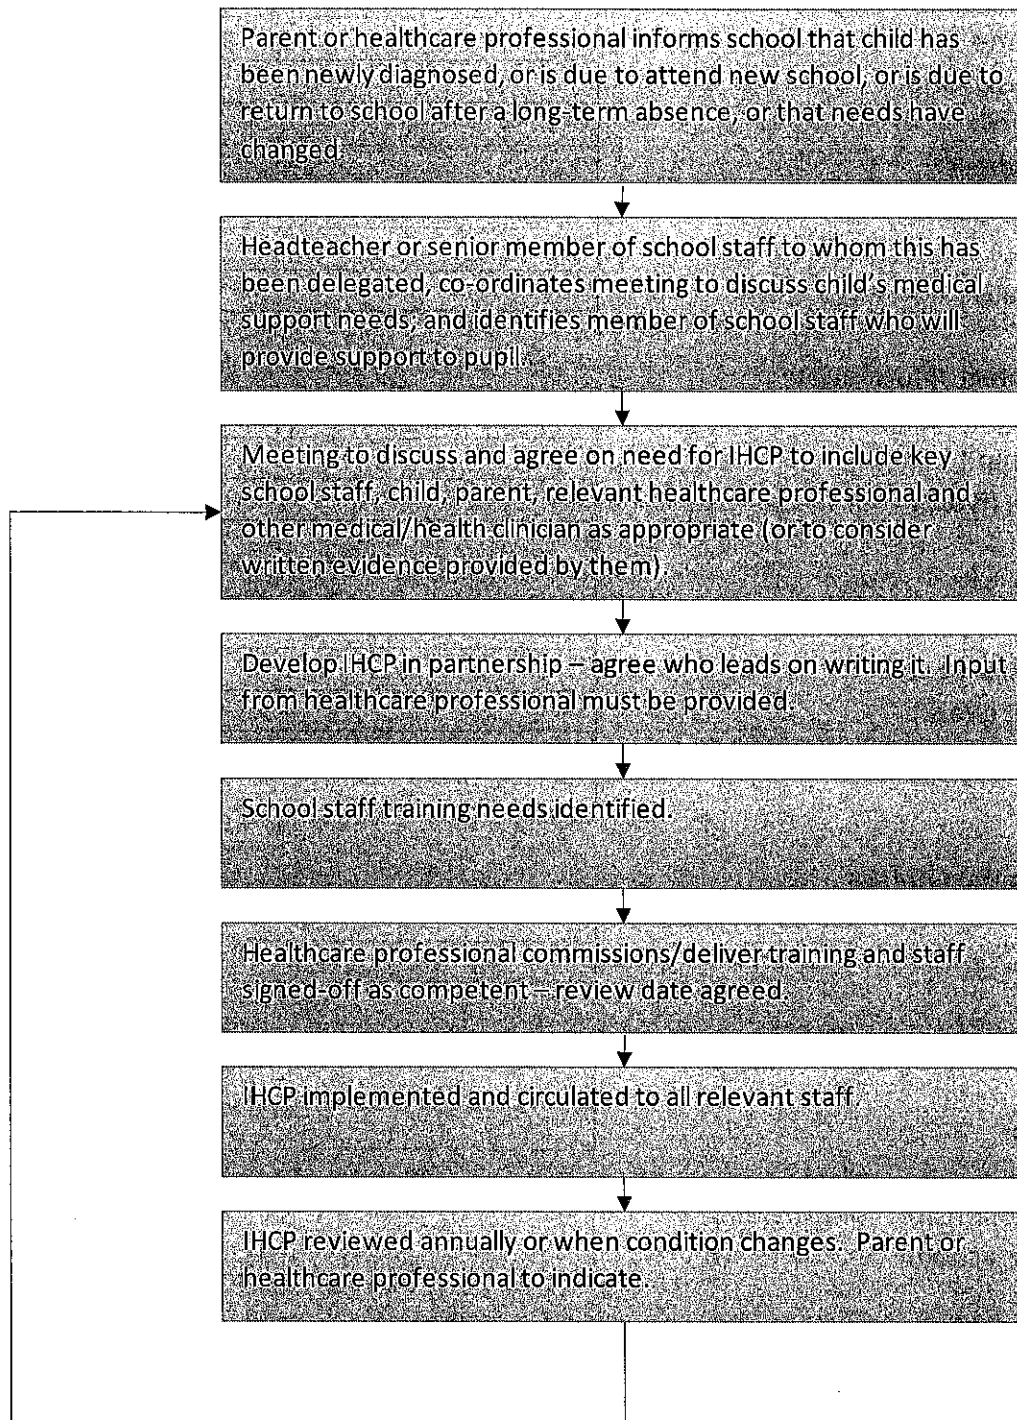 Parent or healthcare professional informs school that child has
been newly diagnosed, or is due to attend new school, or is due to
return to school after a long-term absence, or that needs have
changed.
Headteacher or senior member of school staff to whom this has
been delegated, co-ordinates meeting to discuss child's medical
support needs; and identifies member of school staff who will
provide support to pupil.
Meeting to discuss and agree on need for IHCP to include key
school staff, child, parent, relevant healthcare professional and
other medical/health clinician as appropriate (or to consider
written evidence provided by them).
Develop IHCP in partnership – agree who leads on writing it. Input
from healthcare professional must be provided.
School staff training needs identified.
Healthcare professional commissions/deliver training and staff
signed-off as competent – review date agreed.
IHCP implemented and circulated to all relevant staff.
IHCP reviewed annually or when condition changes. Parent or
healthcare professional to indicate.